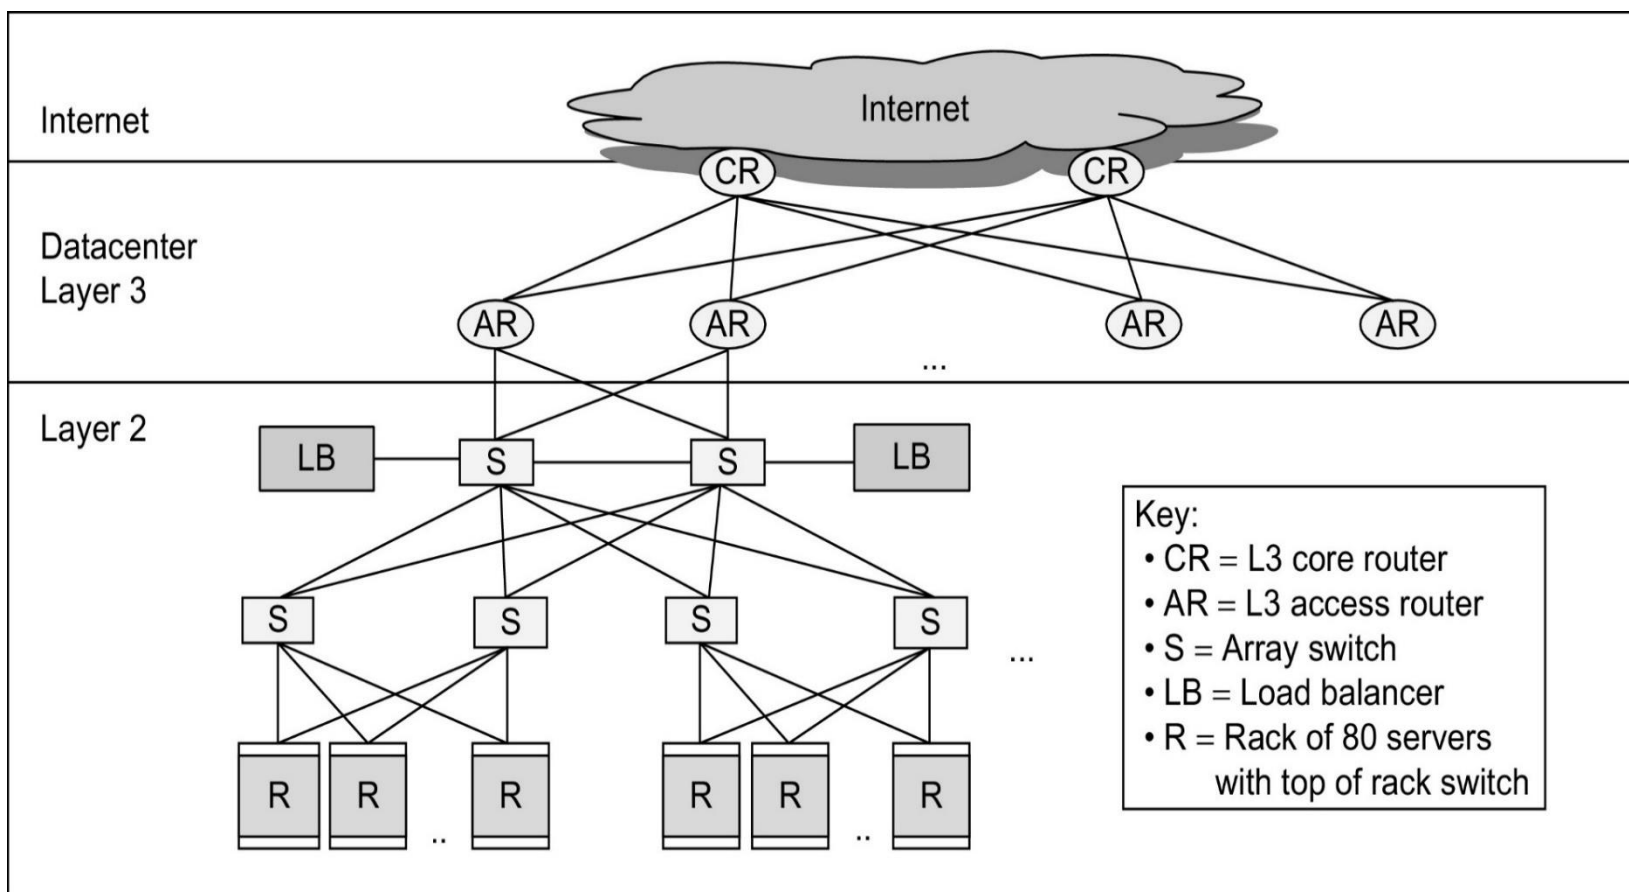 Internet
Internet
CR CR
Datacenter
Layer 3
AR AR AR AR
...
Layer 2
LB S S LB
S S S S
...
R R R R R R
.. ..
Key:
• CR = L3 core router
• AR = L3 access router
• S = Array switch
• LB = Load balancer
• R = Rack of 80 servers
with top of rack switch